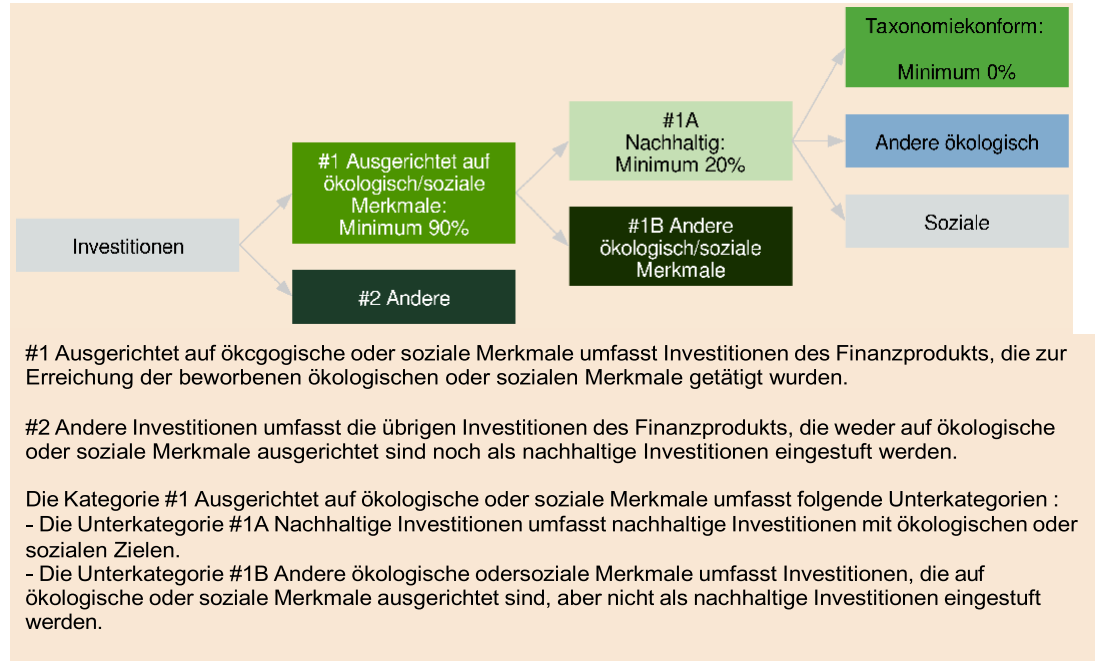 Investitionen
#1 Ausgerichtet auf
ökologisch/soziale
Merkmale:
Minimum 90%
#2 Andere
#1A
Nachhaltig:
Minimum 20%
#1B Andere
ökologisch/soziale
Merkmale
Taxonomiekonform:
Minimum 0%
Andere ökologisch
Soziale
#1 Ausgerichtet auf ökcgogische oder soziale Merkmale umfasst Investitionen des Finanzprodukts, die zur
Erreichung der beworbenen ökologischen oder sozialen Merkmale getätigt wurden.
#2 Andere Investitionen umfasst die übrigen Investitionen des Finanzprodukts, die weder auf ökologische
oder soziale Merkmale ausgerichtet sind noch als nachhaltige Investitionen eingestuft werden.
Die Kategorie #1 Ausgerichtet auf ökologische oder soziale Merkmale umfasst folgende Unterkategorien :
- Die Unterkategorie #1A Nachhaltige Investitionen umfasst nachhaltige Investitionen mit ökologischen oder
sozialen Zielen.
- Die Unterkategorie #1B Andere ökologische odersoziale Merkmale umfasst Investitionen, die auf
ökologische oder soziale Merkmale ausgerichtet sind, aber nicht als nachhaltige Investitionen eingestuft
werden.